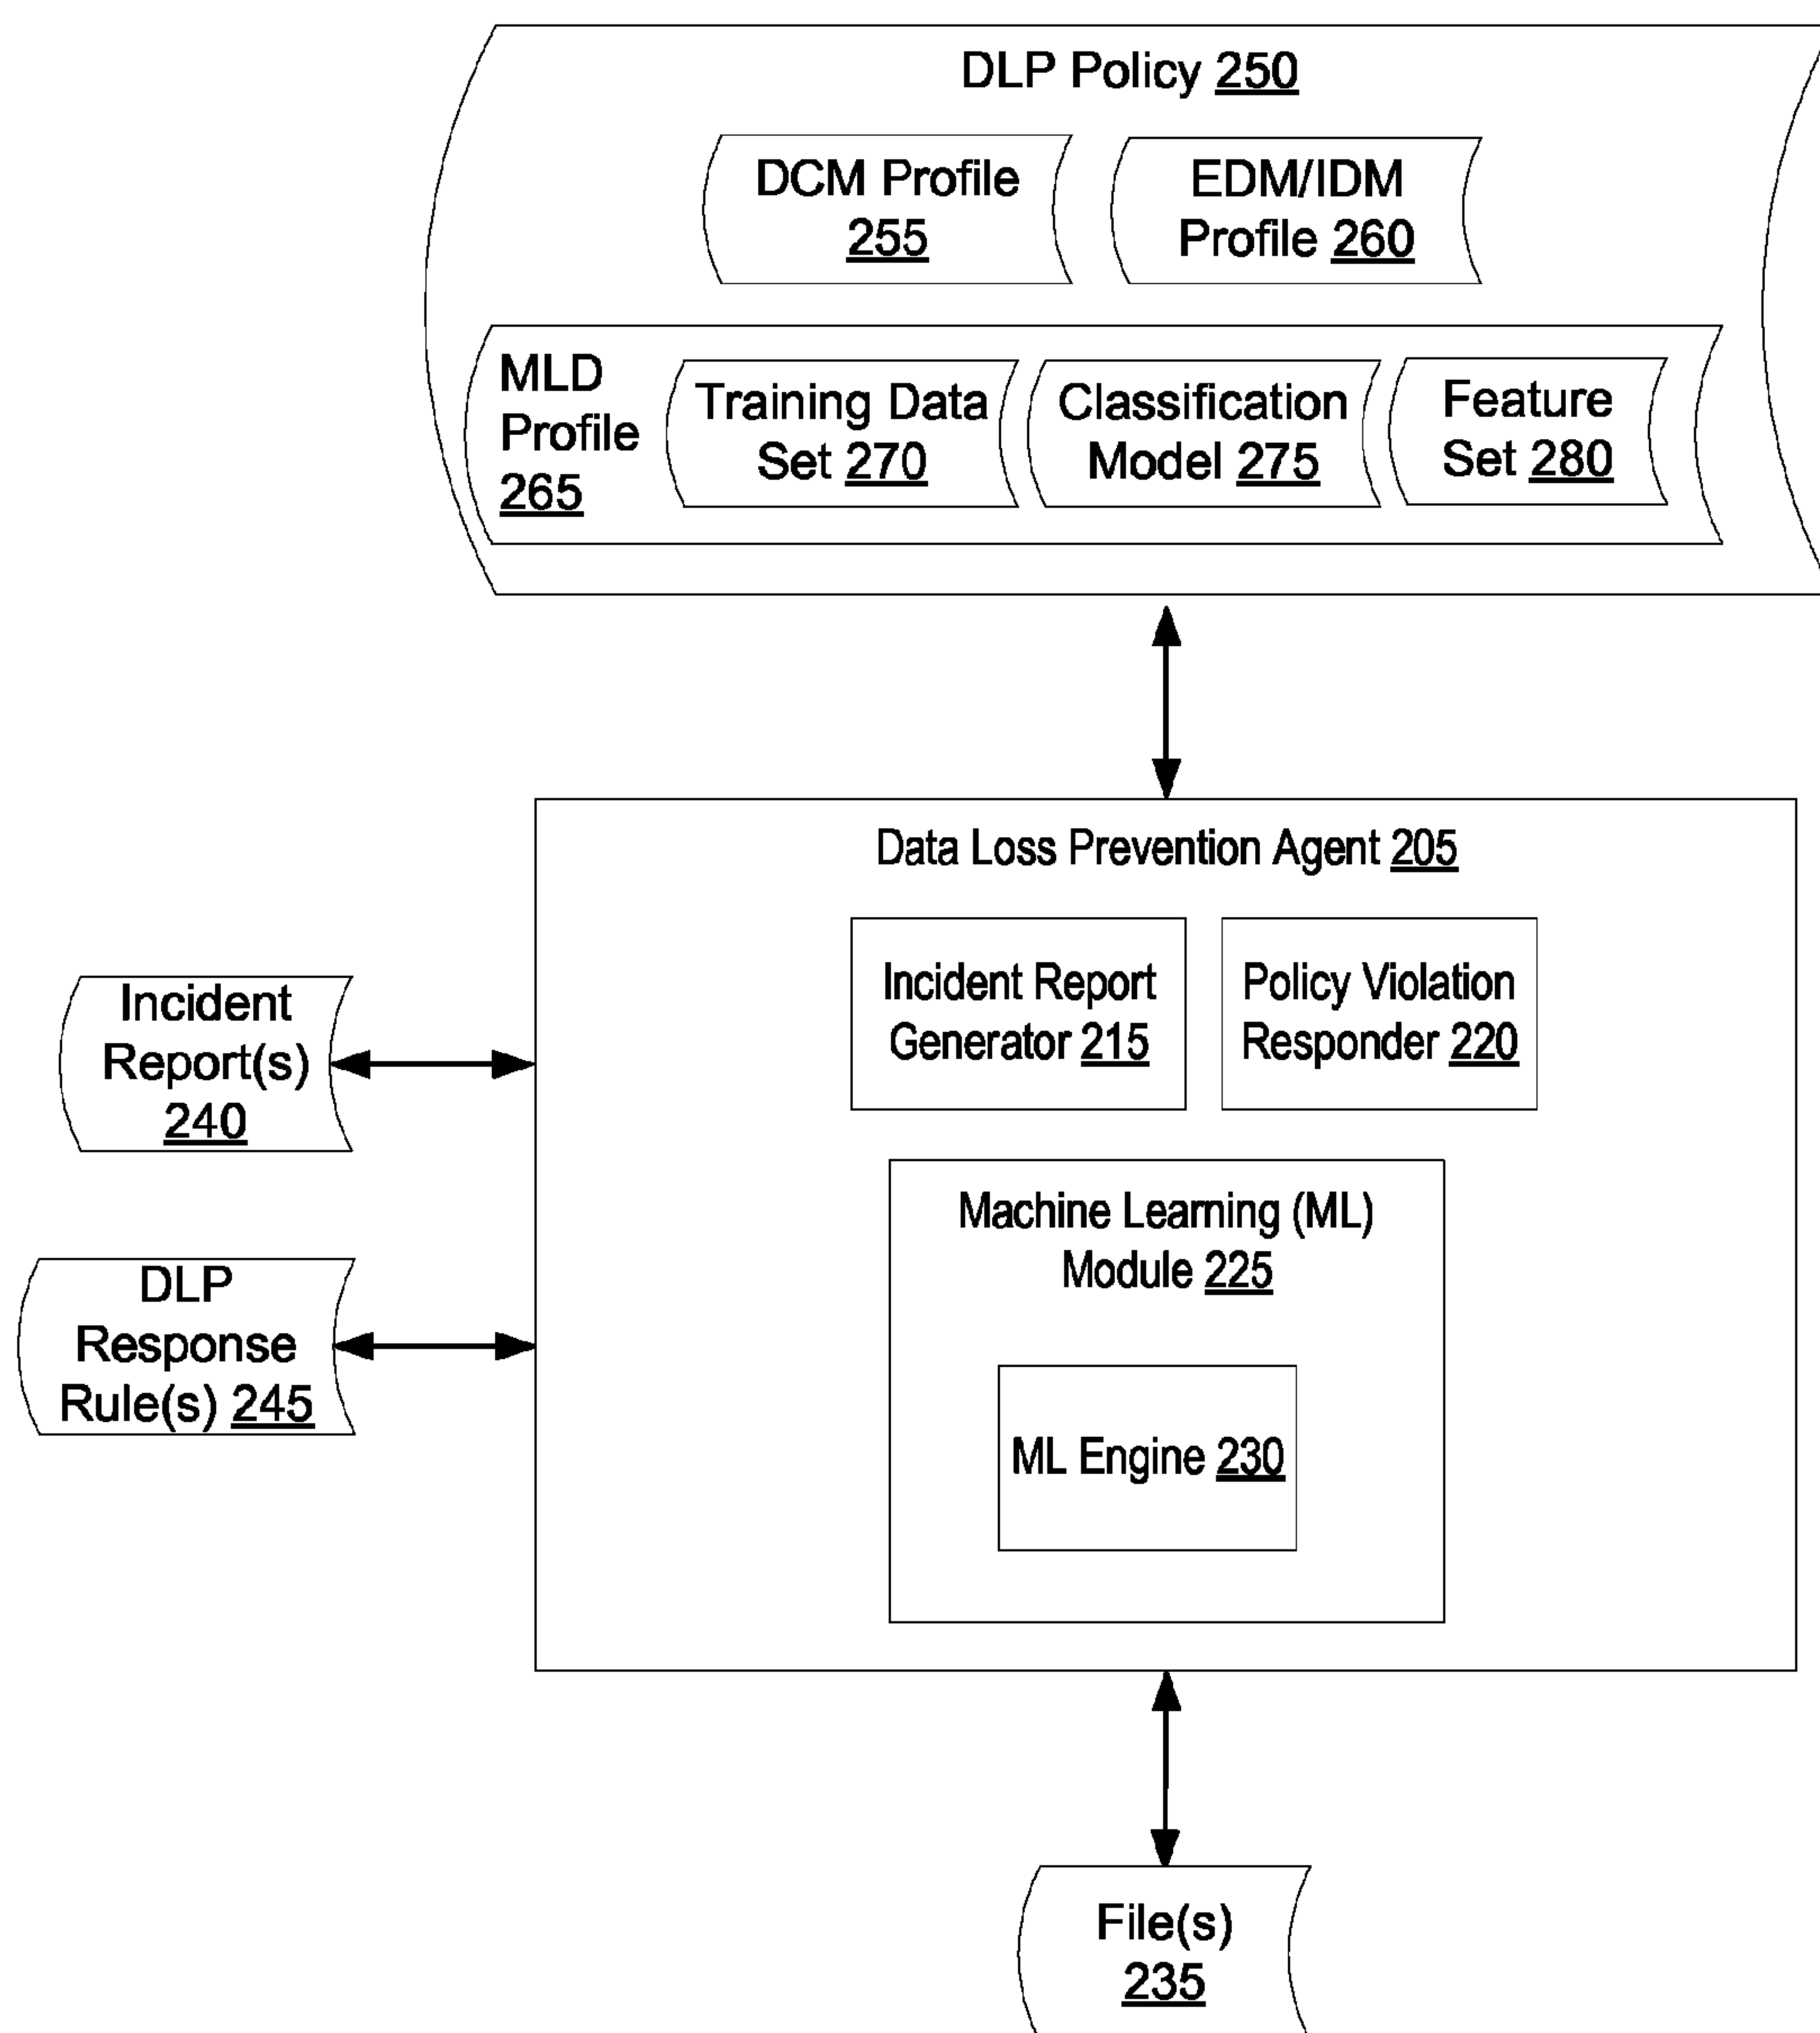 DLP Policy 250
DCM Profile
255
EDM/IDM
Profile 260
MLD
Profile
265
Training Data
Set 270
Classification
Model 275
Feature
Set 280
Data Loss Prevention Agent 205
Incident Report
Generator 215
Policy Violation
Responder 220
Incident
Report(s)
240
Machine Learning (ML)
Module 225
DLP
Response
Rule(s) 245
ML Engine 230
File(s)
235